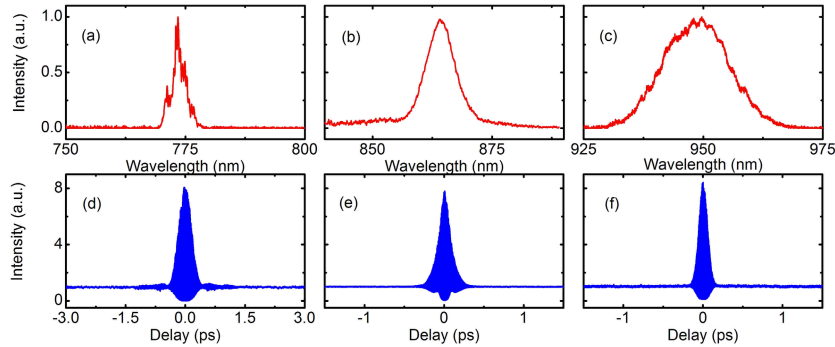 1.0
0.5
0.0
Intensity (a.u.)
(a)
(b)
(c)
750 775 800
850 875
925 950 975
Wavelength (nm)
Wavelength (nm)
Wavelength (nm)
8
4
0
Intensity (a.u.)
(d)
(e)
(f)
-3.0 -1.5 0.0 1.5 3.0
-1 0 1
-1 0 1
Delay (ps)
Delay (ps)
Delay (ps)